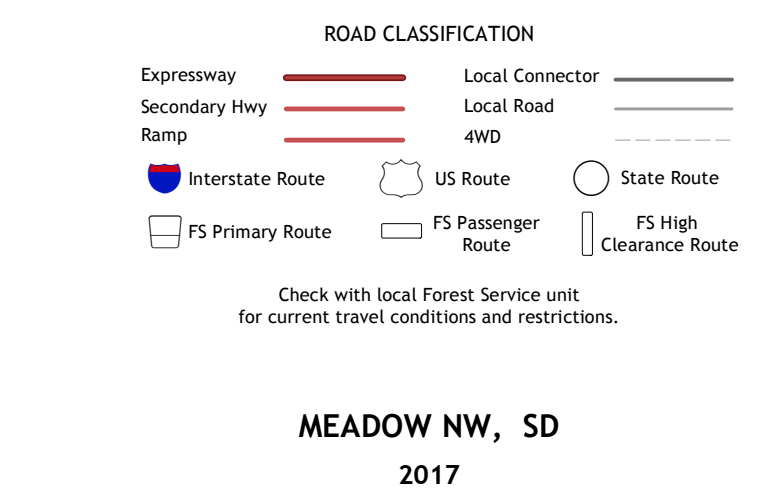 ROAD CLASSIFICATION
Expressway
Local Connector
Secondary Hwy
Local Road
Ramp
4WD
Interstate Route
US Route
State Route
FS Primary Route
FS Passenger
Route
FS High
Clearance Route
Check with local Forest Service unit
for current travel conditions and restrictions.
MEADOW NW, SD
2017